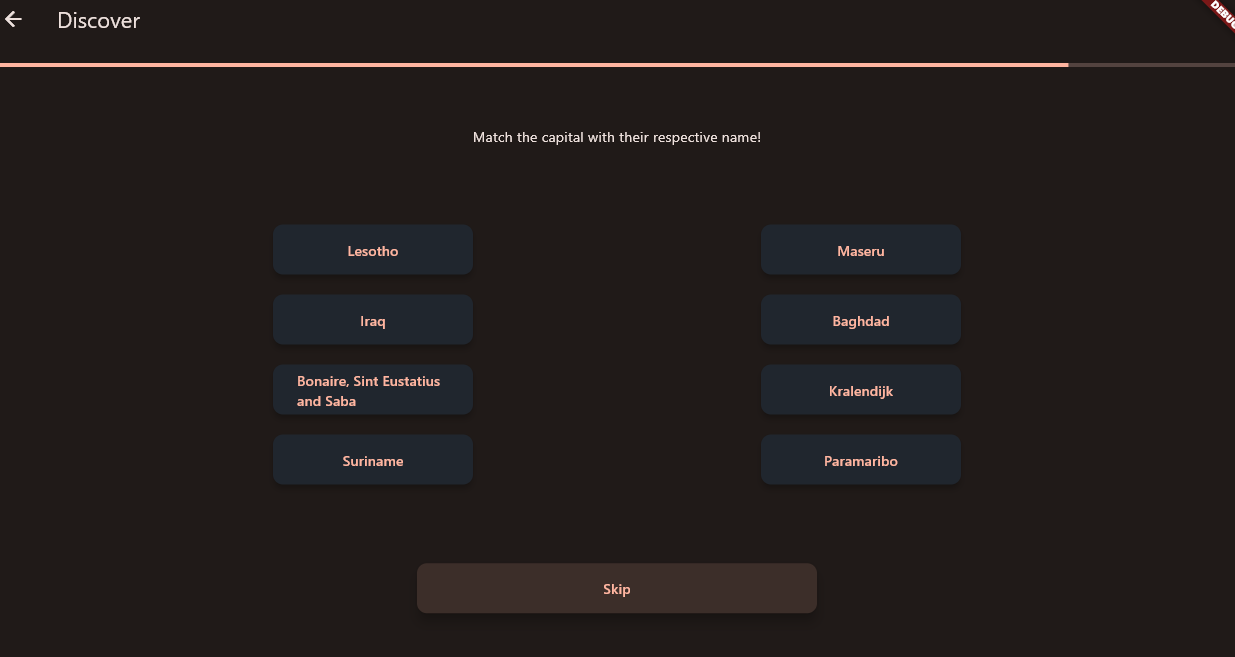 Discover
Match the capital with their respective name!
Lesotho
Maseru
Iraq
Baghdad
Bonaire, Sint Eustatius
and Saba
Kralendijk
Suriname
Paramaribo
Skip